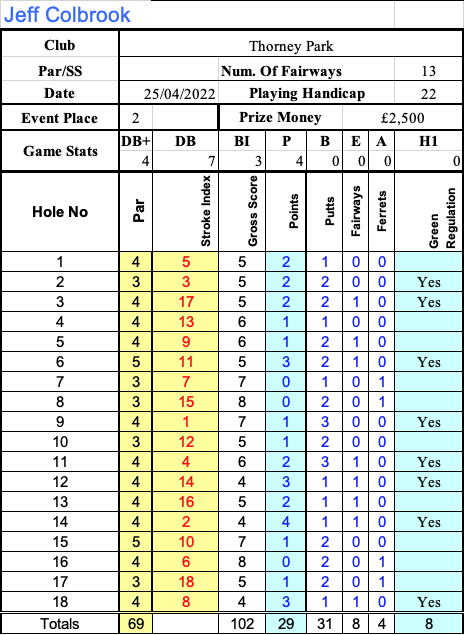 Jeff Colbrook
Club Thorney Park
Par/SS Num. Of Fairways 13
Date 25/04/2022 Playing Handicap 22
Event Place 2 Prize Money £2,500
Game Stats DB+ DB BI P B E A H1
4 7 3 4 0 0 0 0
Hole No Par Stroke Index Gross Score Points Putts Fairways Ferrets Green Regulation
1 4 5 5 2 1 0 0
2 3 3 5 2 2 0 0 Yes
3 4 17 5 2 2 1 0 Yes
4 4 13 6 1 1 0 0
5 4 9 6 1 2 1 0
6 5 11 5 3 2 1 0 Yes
7 3 7 7 0 1 0 1
8 3 15 8 0 2 0 1
9 4 1 7 1 3 0 0 Yes
10 3 12 5 1 2 0 0
11 4 4 6 2 3 1 0 Yes
12 4 14 4 3 1 1 0 Yes
13 4 16 5 2 1 1 0
14 4 2 4 4 1 1 0 Yes
15 5 10 7 1 2 0 0
16 4 6 8 0 2 0 1
17 3 18 5 1 2 0 1
18 4 8 4 3 1 1 0 Yes
Totals 69 102 29 31 8 4 8